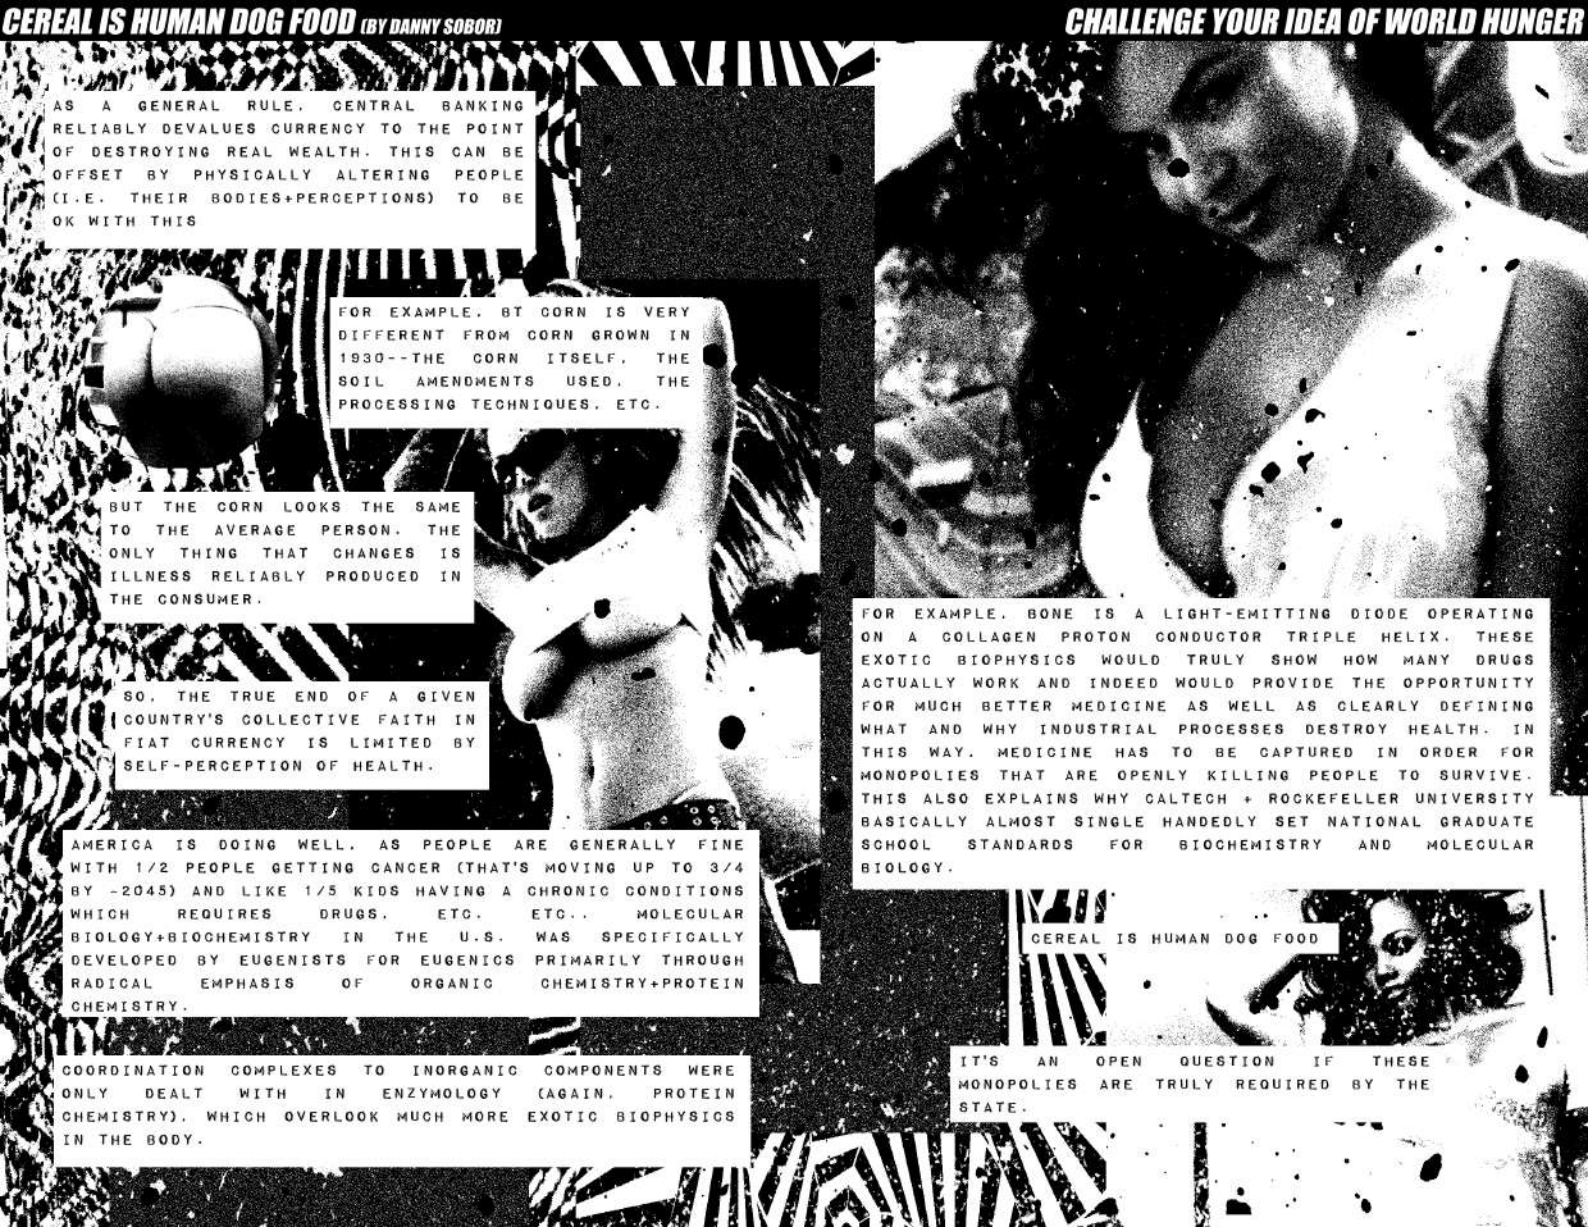 CEREAL IS HUMAN DOG FOOD (BY DANNY SOBOR)
CHALLENGE YOUR IDEA OF WORLD HUNGER
AS A GENERAL RULE, CENTRAL BANKING
RELIABLY DEVALUES CURRENCY TO THE POINT
OF DESTROYING REAL WEALTH. THIS CAN BE
OFFSET BY PHYSICALLY ALTERING PEOPLE
(I.E. THEIR BODIES+PERCEPTIONS) TO BE
OK WITH THIS
FOR EXAMPLE, BT CORN IS VERY
DIFFERENT FROM CORN GROWN IN
1930--THE CORN ITSELF, THE
SOIL AMENDMENTS USED, THE
PROCESSING TECHNIQUES, ETC.
BUT THE CORN LOOKS THE SAME
TO THE AVERAGE PERSON. THE
ONLY THING THAT CHANGES IS
ILLNESS RELIABLY PRODUCED IN
THE CONSUMER.
SO, THE TRUE END OF A GIVEN
COUNTRY'S COLLECTIVE FAITH IN
FIAT CURRENCY IS LIMITED BY
SELF-PERCEPTION OF HEALTH.
AMERICA IS DOING WELL, AS PEOPLE ARE GENERALLY FINE
WITH 1/2 PEOPLE GETTING CANCER (THAT'S MOVING UP TO 3/4
BY ~2045) AND LIKE 1/5 KIDS HAVING A CHRONIC CONDITIONS
WHICH REQUIRES DRUGS, ETC. ETC.. MOLECULAR
BIOLOGY+BIOCHEMISTRY IN THE U.S. WAS SPECIFICALLY
DEVELOPED BY EUGENISTS FOR EUGENICS PRIMARILY THROUGH
RADICAL EMPHASIS OF ORGANIC CHEMISTRY+PROTEIN
CHEMISTRY.
COORDINATION COMPLEXES TO INORGANIC COMPONENTS WERE
ONLY DEALT WITH IN ENZYMOLOGY (AGAIN, PROTEIN
CHEMISTRY), WHICH OVERLOOK MUCH MORE EXOTIC BIOPHYSICS
IN THE BODY.
FOR EXAMPLE, BONE IS A LIGHT-EMITTING DIODE OPERATING
ON A COLLAGEN PROTON CONDUCTOR TRIPLE HELIX. THESE
EXOTIC BIOPHYSICS WOULD TRULY SHOW HOW MANY DRUGS
ACTUALLY WORK AND INDEED WOULD PROVIDE THE OPPORTUNITY
FOR MUCH BETTER MEDICINE AS WELL AS CLEARLY DEFINING
WHAT AND WHY INDUSTRIAL PROCESSES DESTROY HEALTH. IN
THIS WAY, MEDICINE HAS TO BE CAPTURED IN ORDER FOR
MONOPOLIES THAT ARE OPENLY KILLING PEOPLE TO SURVIVE.
THIS ALSO EXPLAINS WHY CALTECH + ROCKEFELLER UNIVERSITY
BASICALLY ALMOST SINGLE HANDEDLY SET NATIONAL GRADUATE
SCHOOL STANDARDS FOR BIOCHEMISTRY AND MOLECULAR
BIOLOGY.
CEREAL IS HUMAN DOG FOOD
IT'S AN OPEN QUESTION IF THESE
MONOPOLIES ARE TRULY REQUIRED BY THE
STATE.